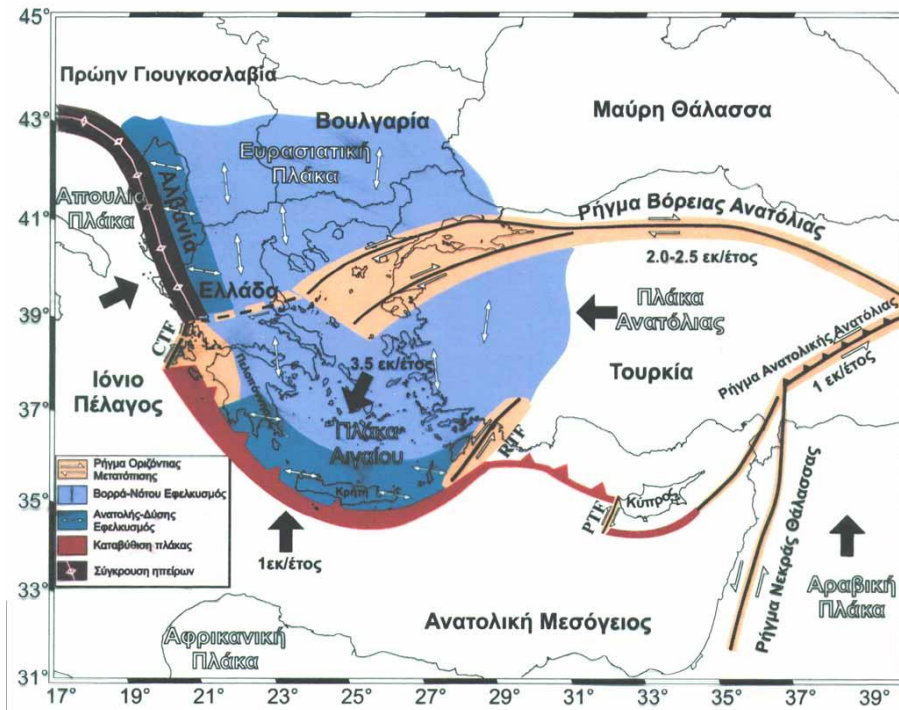 45°
43°
41°
39°
37°
35°
33°
31°
Πρώην Γιουγκοσλαβία
Βουλγαρία
Μαύρη Θάλασσα
Ευρασιατική
Πλάκα
Απουλία
Πλάκα
Αλβανία
Ρήγμα Βόρειας Ανατόλιας
2.0-2.5 εκ/έτος
Ελλάδα
Πλάκα
Ανατόλιας
Ρήγμα Ανατολικής Ανατόλιας
1 εκ/έτος
CTF
Πελοπόννησος
3.5 εκ/έτος
Τουρκία
Ιόνιο
Πέλαγος
Πλάκα
Αιγαίου
RTF
Κρήτη
Κύπρος
PTF
Ρήγμα Νεκράς Θάλασσας
1εκ/έτος
Αραβική
Πλάκα
Ανατολική Μεσόγειος
Αφρικανική
Πλάκα
Ρήγμα Οριζόντιας
Μετατόπισης
Βορρά-Νότου Εφελκυσμός
Ανατολής-Δύσης
Εφελκυσμός
Καταβύθιση πλάκας
Σύγκρουση ηπείρων
17° 19° 21° 23° 25° 27° 29° 31° 33° 35° 37° 39°